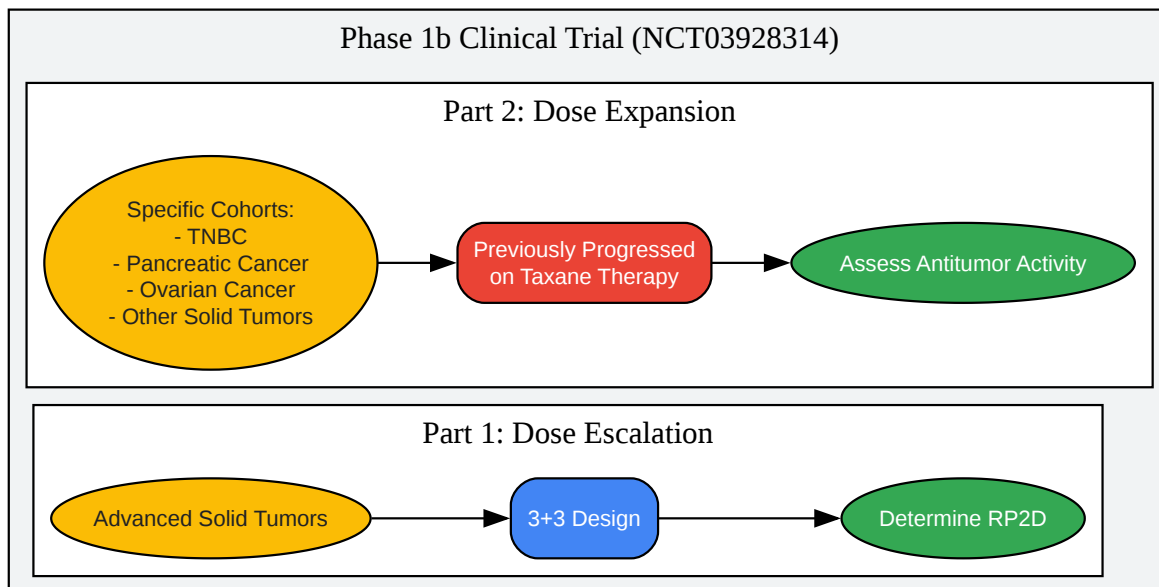 Phase 1b Clinical Trial (NCT03928314)
Part 2: Dose Expansion
Specific Cohorts:
- TNBC
- Pancreatic Cancer
- Ovarian Cancer
- Other Solid Tumors
Previously Progressed
on Taxane Therapy
Assess Antitumor Activity
Part 1: Dose Escalation
Advanced Solid Tumors
3+3 Design
Determine RP2D